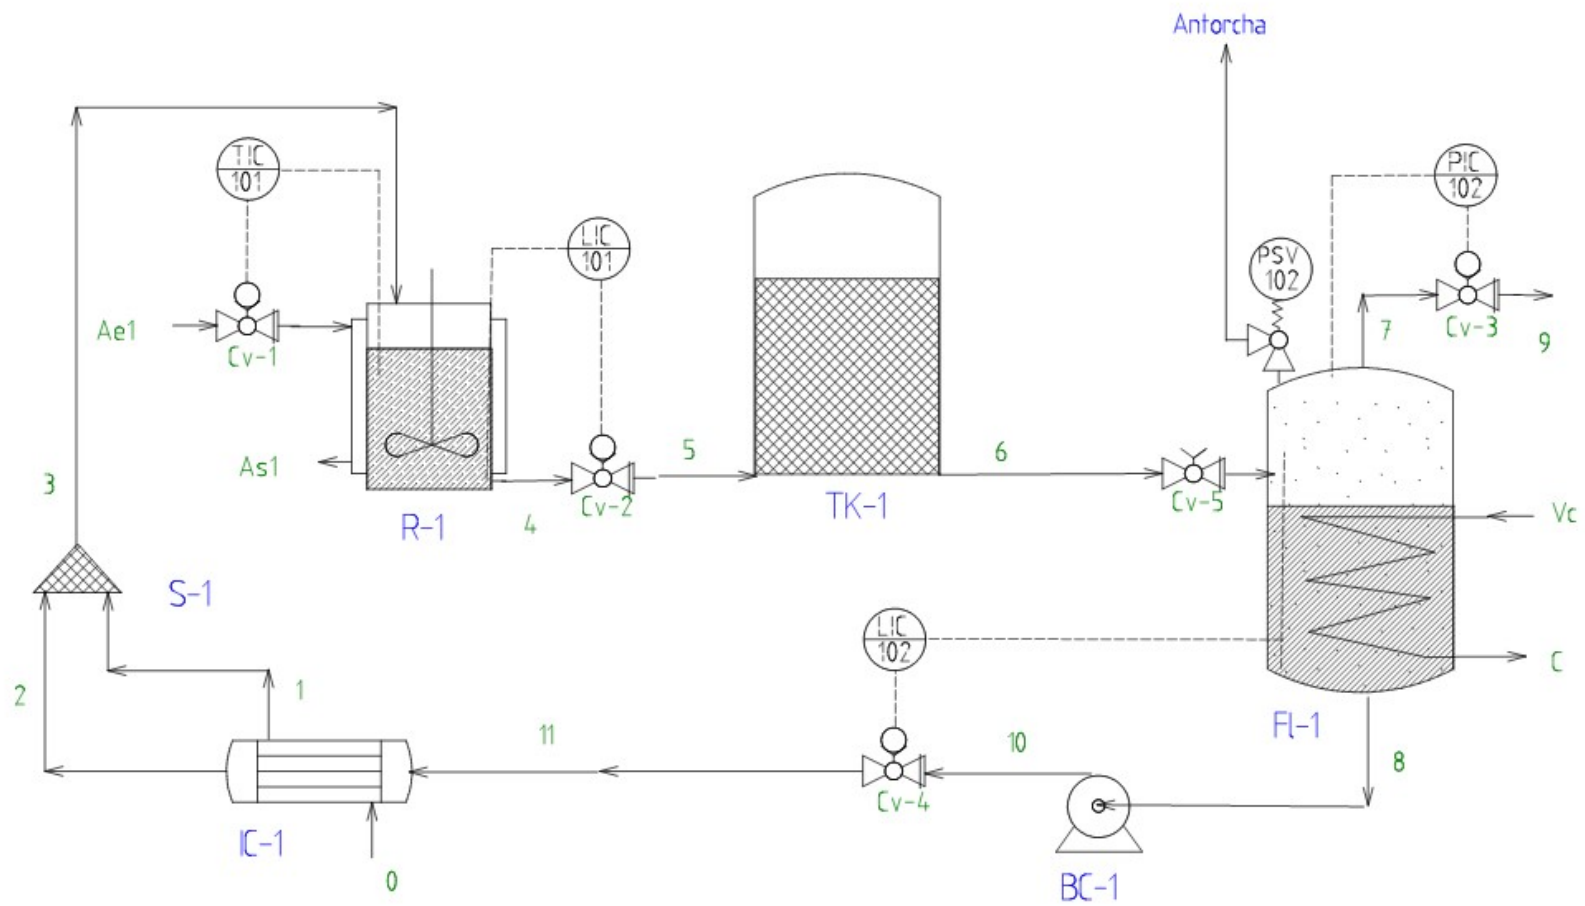 Antorcha
TIC
101
PIC
102
LIC
101
PSV
102
Ae1
Cv-1
7
Cv-3
9
3
As1
5
6
R-1
4
Cv-2
TK-1
Cv-5
Vc
S-1
LIC
102
C
2
1
11
10
Fl-1
8
IC-1
Cv-4
0
BC-1